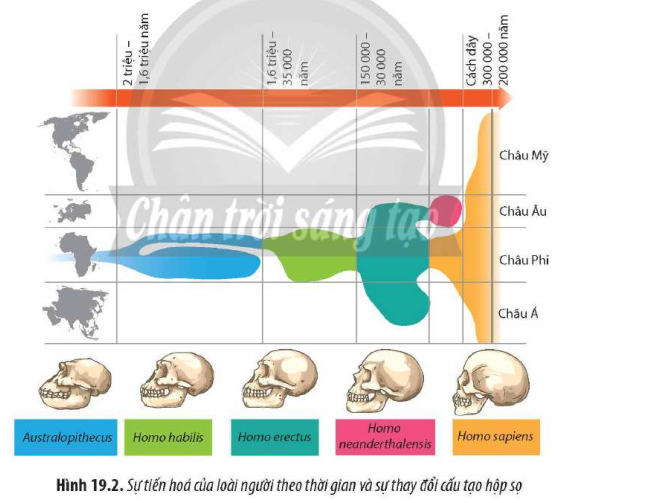 2 triệu –
1,6 triệu năm
1,6 triệu –
35 000
năm
150 000 –
30 000
năm
Cách đây
300 000 –
200 000 năm
Châu Mỹ
Châu Âu
Chân trời sáng tạo
Châu Phi
Châu Á
Australopithecus
Homo habilis
Homo erectus
Homo
neanderthalensis
Homo sapiens
Hình 19.2. Sự tiến hoá của loài người theo thời gian và sự thay đổi cấu tạo hộp sọ